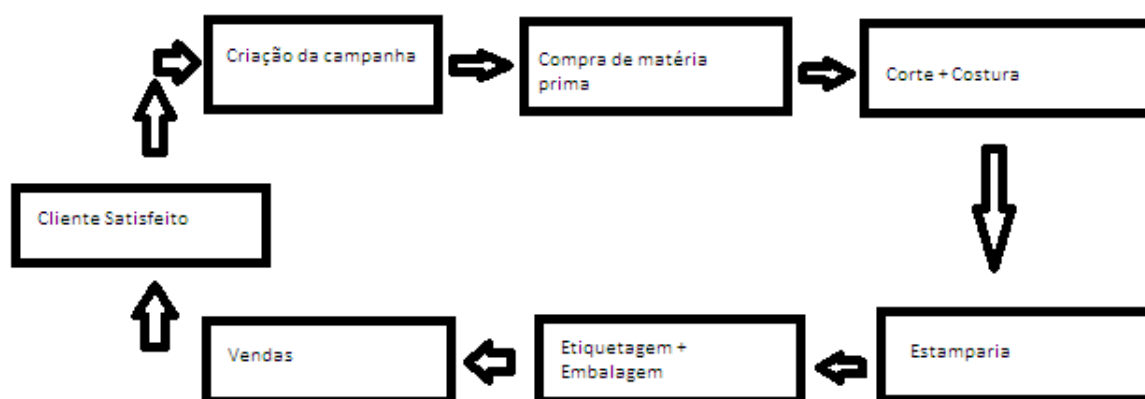 Criação da campanha
Compra de matéria
prima
Corte + Costura
Cliente Satisfeito
Vendas
Etiquetagem +
Embalagem
Estamparia